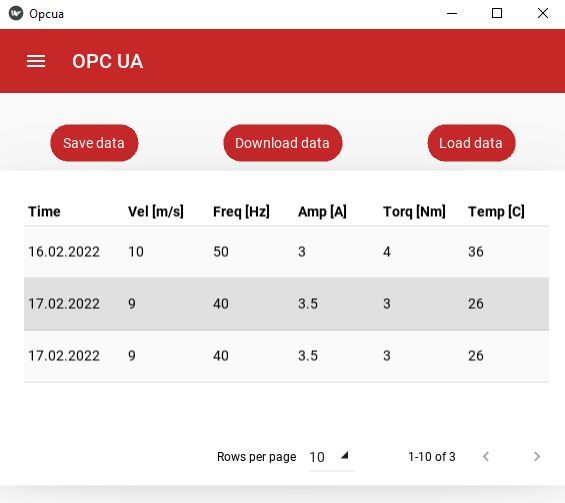 Opcua
OPC UA
Save data Download data Load data
Time Vel [m/s] Freq [Hz] Amp [A] Torq [Nm] Temp [C]
16.02.2022 10 50 3 4 36
17.02.2022 9 40 3.5 3 26
17.02.2022 9 40 3.5 3 26
Rows per page 10 1-10 of 3